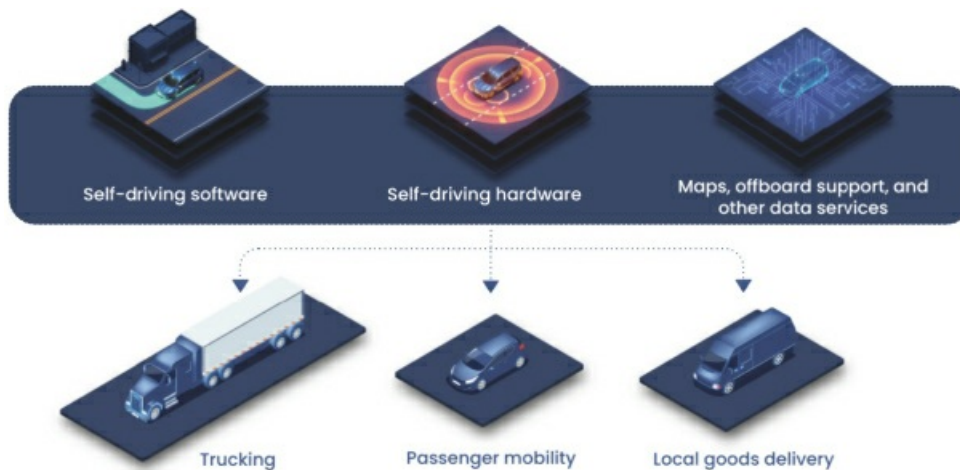 Self-driving software
Self-driving hardware
Maps, offboard support, and
other data services
Trucking
Passenger mobility
Local goods delivery